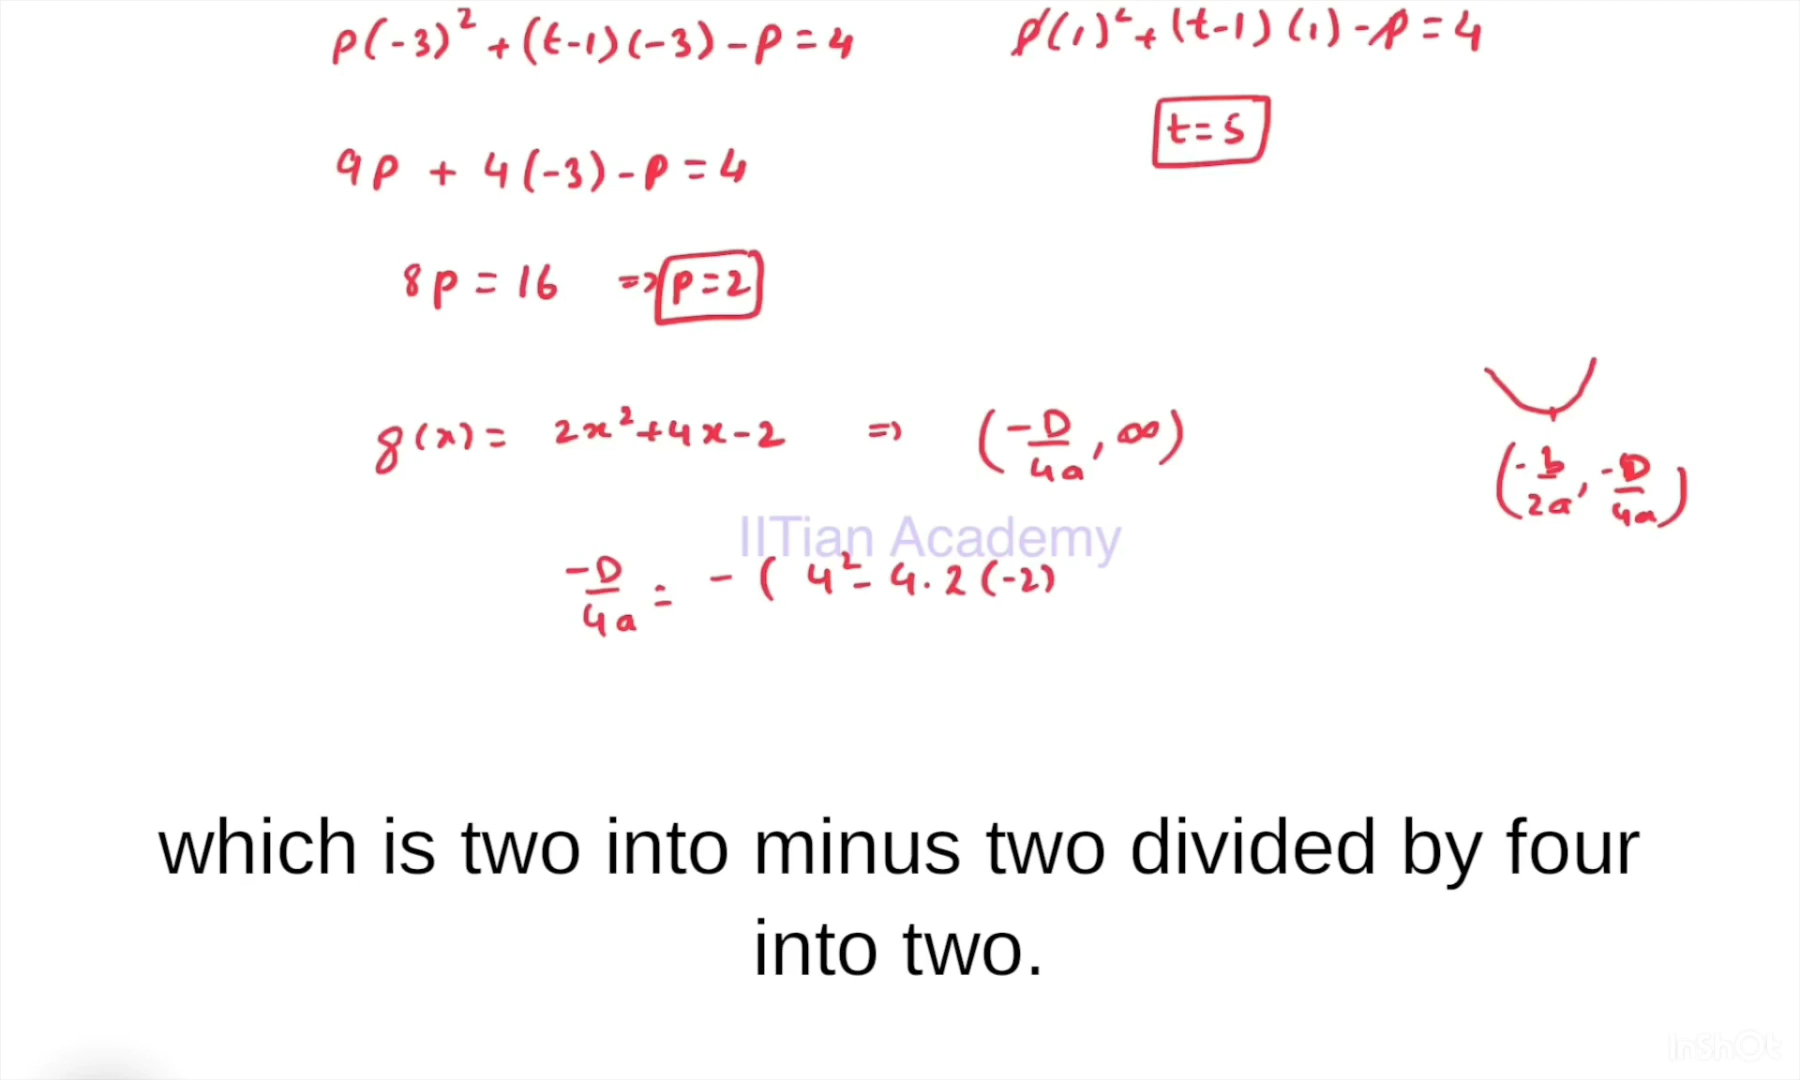 p(-3)² + (t-1)(-3) - p = 4
p(1)² + (t-1)(1) - p = 4
t = 5
9p + 4(-3) - p = 4
8p = 16 => p = 2
g(x) = 2x² + 4x - 2 => (-D/4a, ∞)
(-b/2a, -D/4a)
IITian Academy
-D/4a = - ( 4² - 4·2(-2)
which is two into minus two divided by four
into two.
InShOt